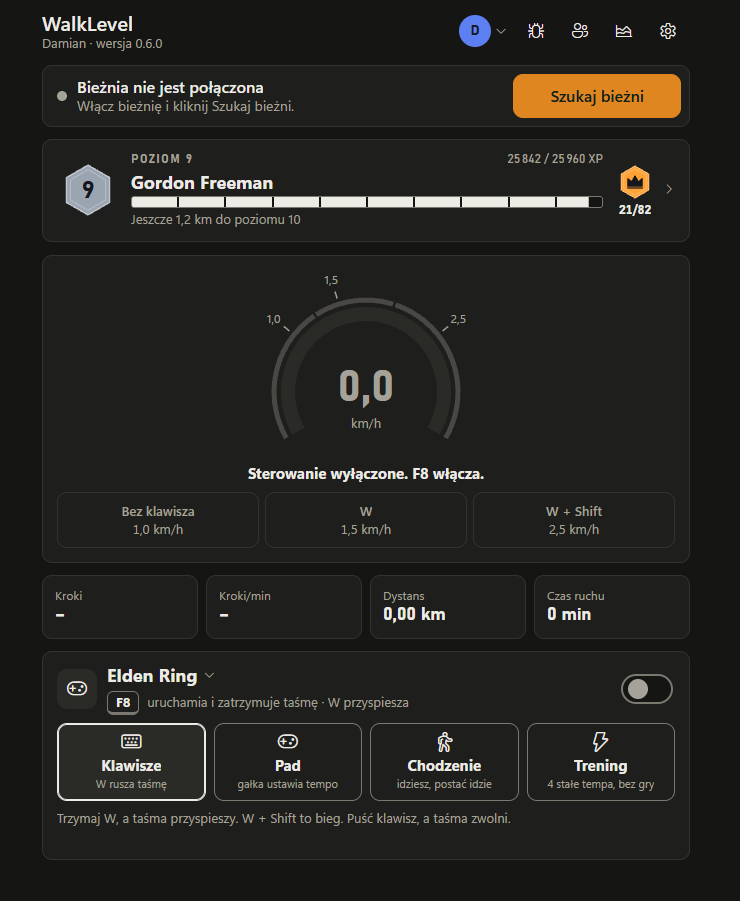 WalkLevel
Damian · wersja 0.6.0
D
Bieżnia nie jest połączona
Włącz bieżnię i kliknij Szukaj bieżni.
Szukaj bieżni
9
POZIOM 9
25 842 / 25 960 XP
Gordon Freeman
Jeszcze 1,2 km do poziomu 10
21/82
1,0
1,5
2,5
0,0
km/h
Sterowanie wyłączone. F8 włącza.
Bez klawisza
1,0 km/h
W
1,5 km/h
W + Shift
2,5 km/h
Kroki
–
Kroki/min
–
Dystans
0,00 km
Czas ruchu
0 min
Elden Ring
F8 uruchamia i zatrzymuje taśmę · W przyspiesza
Klawisze
W rusza taśmę
Pad
gałka ustawia tempo
Chodzenie
idziesz, postać idzie
Trening
4 stałe tempa, bez gry
Trzymaj W, a taśma przyspieszy. W + Shift to bieg. Puść klawisz, a taśma zwolni.